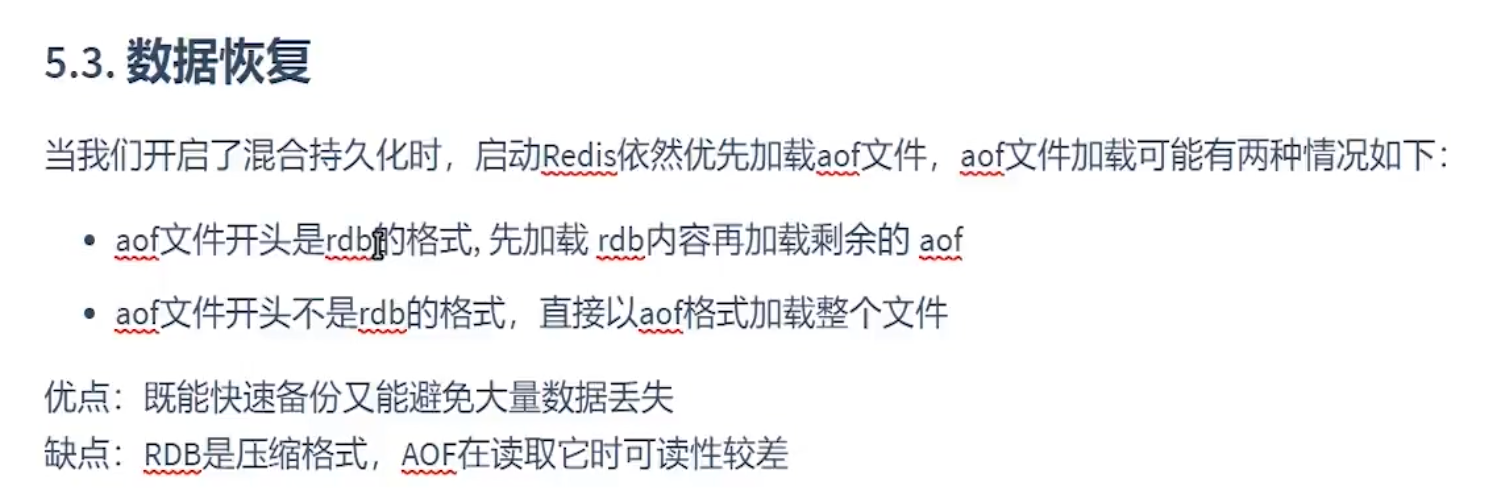 5.3. 数据恢复
当我们开启了混合持久化时，启动Redis依然优先加载aof文件，aof文件加载可能有两种情况如下：
• aof文件开头是rdb的格式, 先加载 rdb内容再加载剩余的 aof
• aof文件开头不是rdb的格式，直接以aof格式加载整个文件
优点：既能快速备份又能避免大量数据丢失
缺点：RDB是压缩格式，AOF在读取它时可读性较差